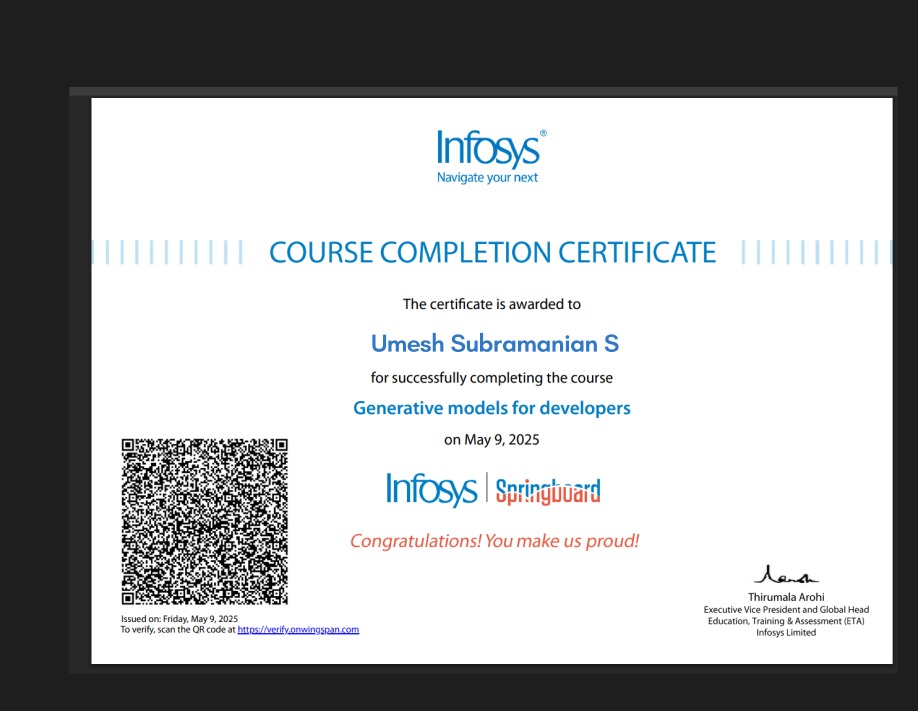 Infosys®
Navigate your next
COURSE COMPLETION CERTIFICATE
The certificate is awarded to
Umesh Subramanian S
for successfully completing the course
Generative models for developers
on May 9, 2025
Infosys | Springboard
Congratulations! You make us proud!
Issued on: Friday, May 9, 2025
To verify, scan the QR code at https://verify.onwingspan.com
Thirumala Arohi
Executive Vice President and Global Head
Education, Training & Assessment (ETA)
Infosys Limited